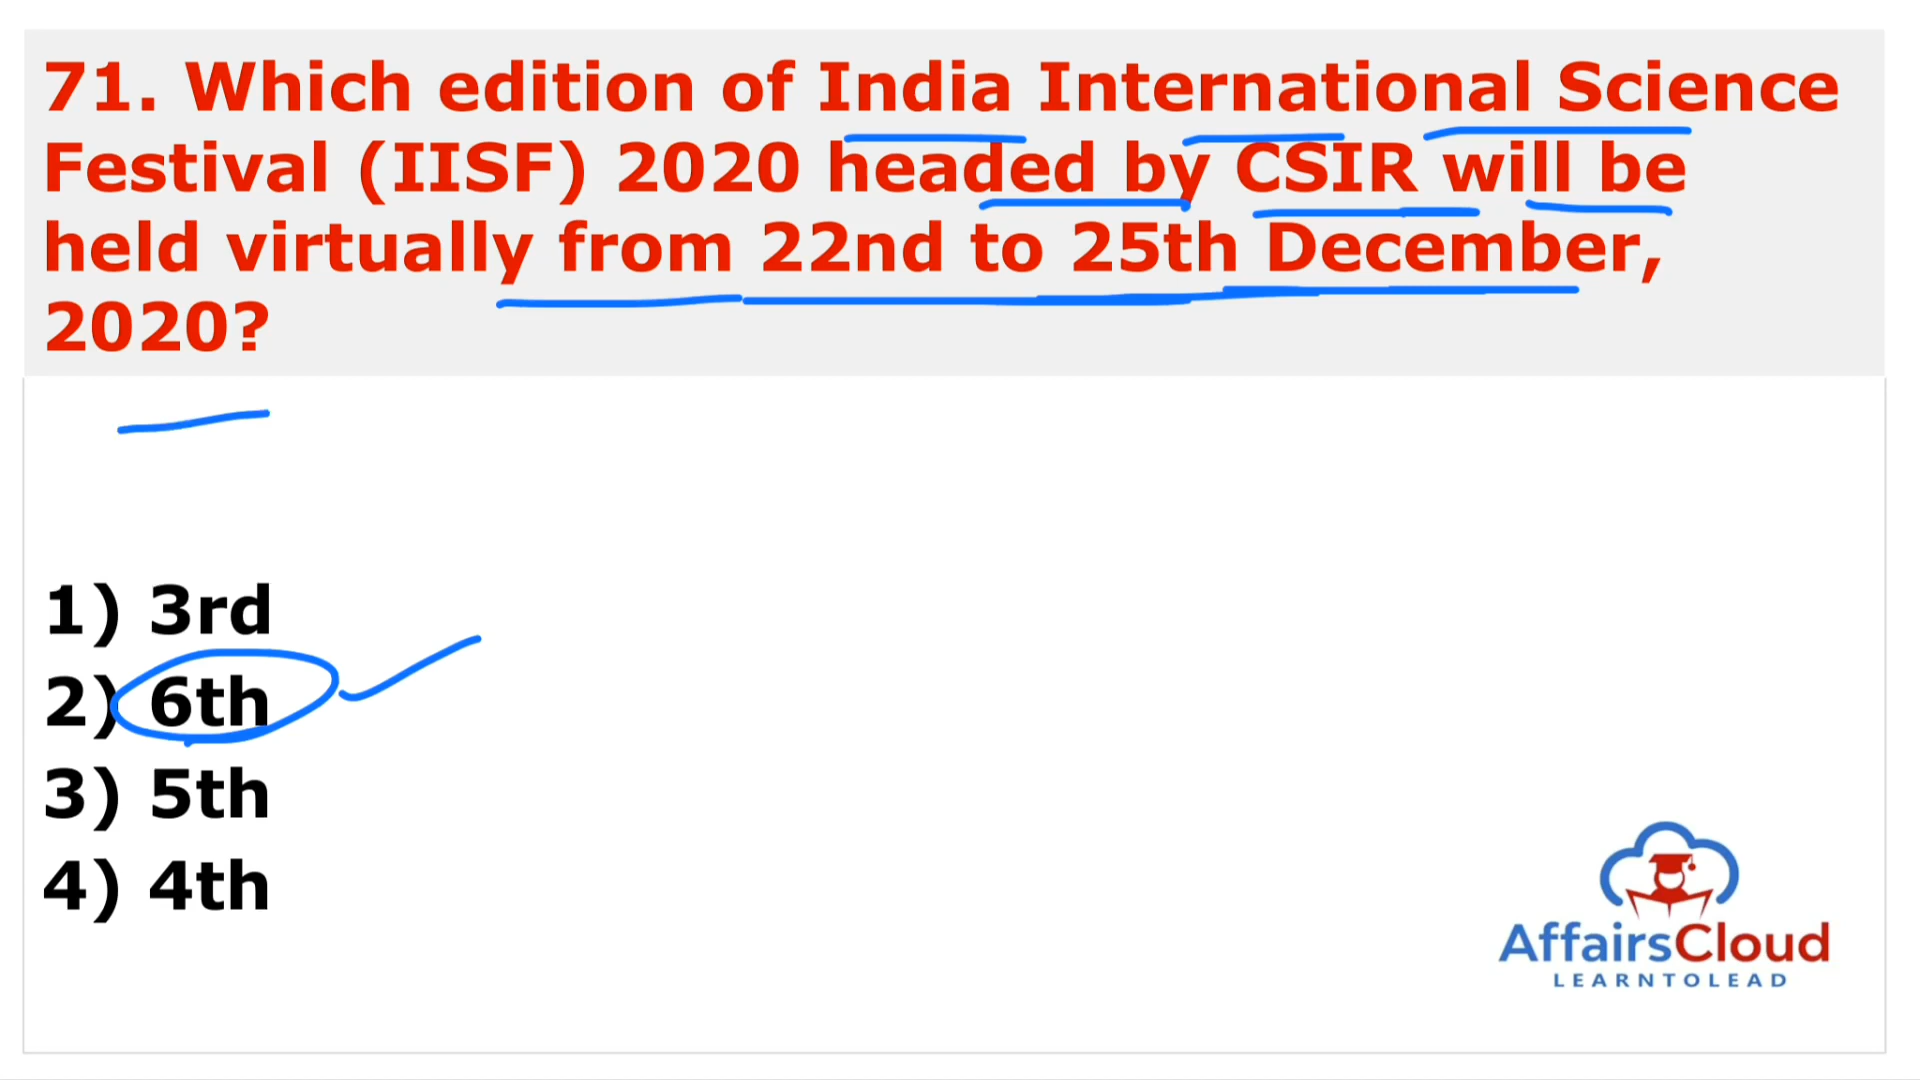 71. Which edition of India International Science
Festival (IISF) 2020 headed by CSIR will be
held virtually from 22nd to 25th December,
2020?
1) 3rd
2) 6th
3) 5th
4) 4th
AffairsCloud
LEARNTOLEAD